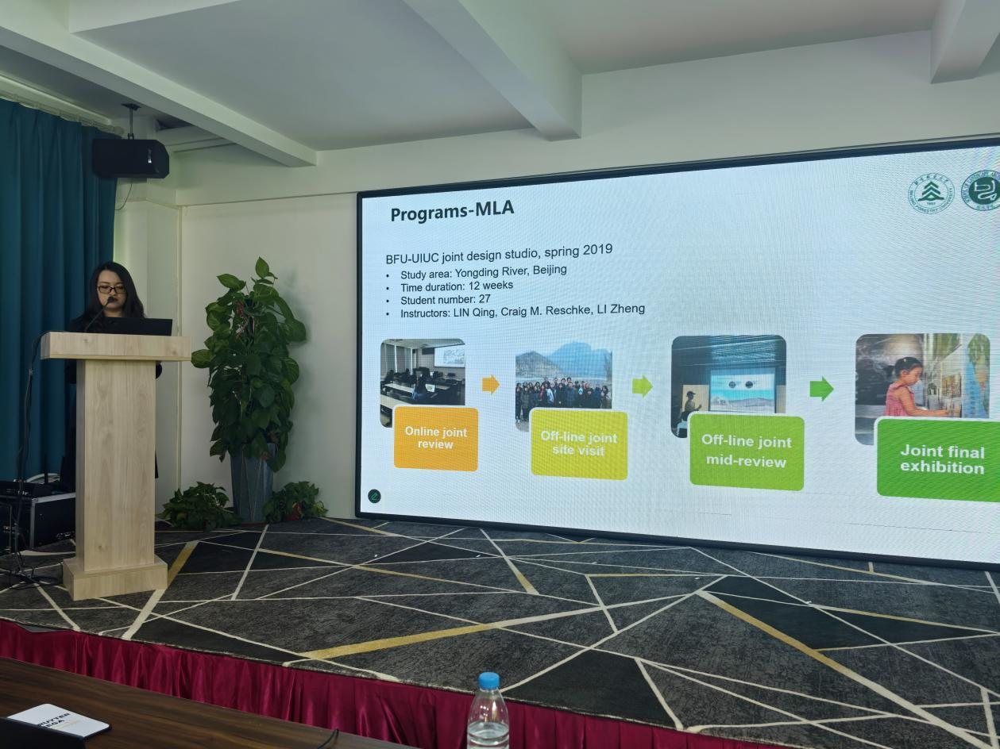 Programs-MLA
BFU-UIUC joint design studio, spring 2019
• Study area: Yongding River, Beijing
• Time duration: 12 weeks
• Student number: 27
• Instructors: LIN Qing, Craig M. Reschke, LI Zheng
Online joint
review
Off-line joint
site visit
Off-line joint
mid-review
Joint final
exhibition